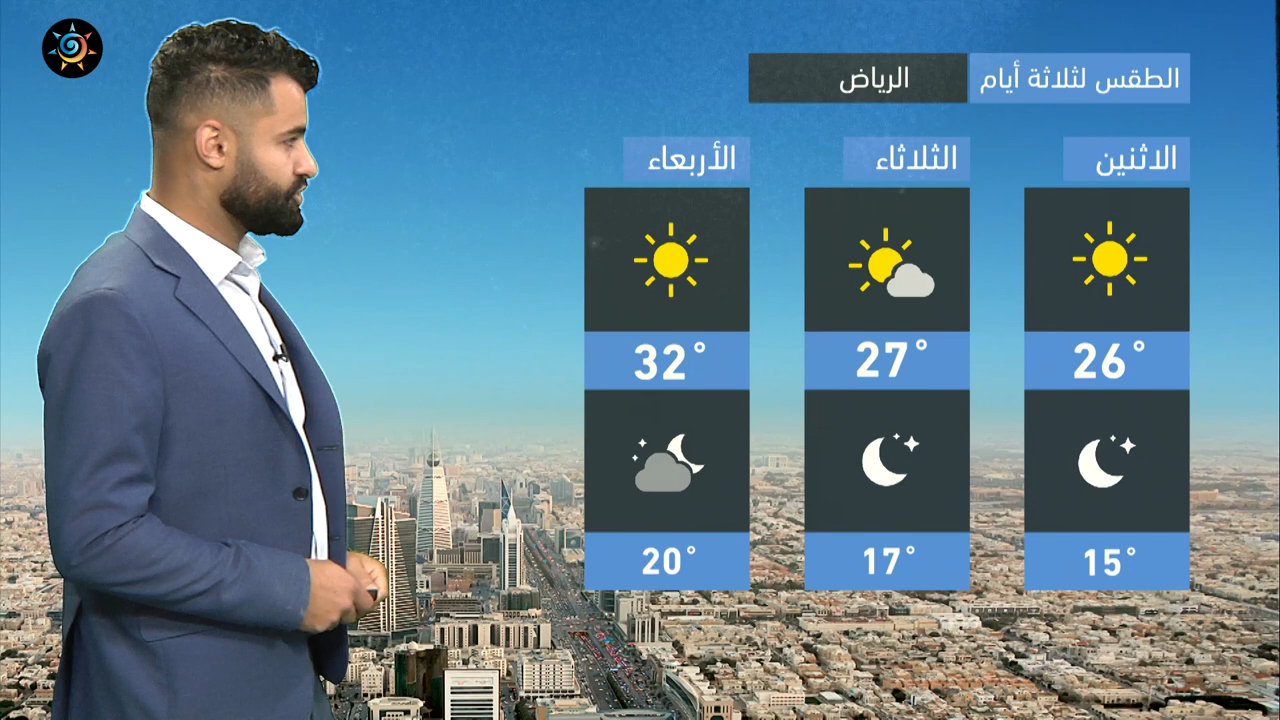 الطقس لثلاثة أيام
الرياض
الاثنين
الثلاثاء
الأربعاء
26°
27°
32°
15°
17°
20°